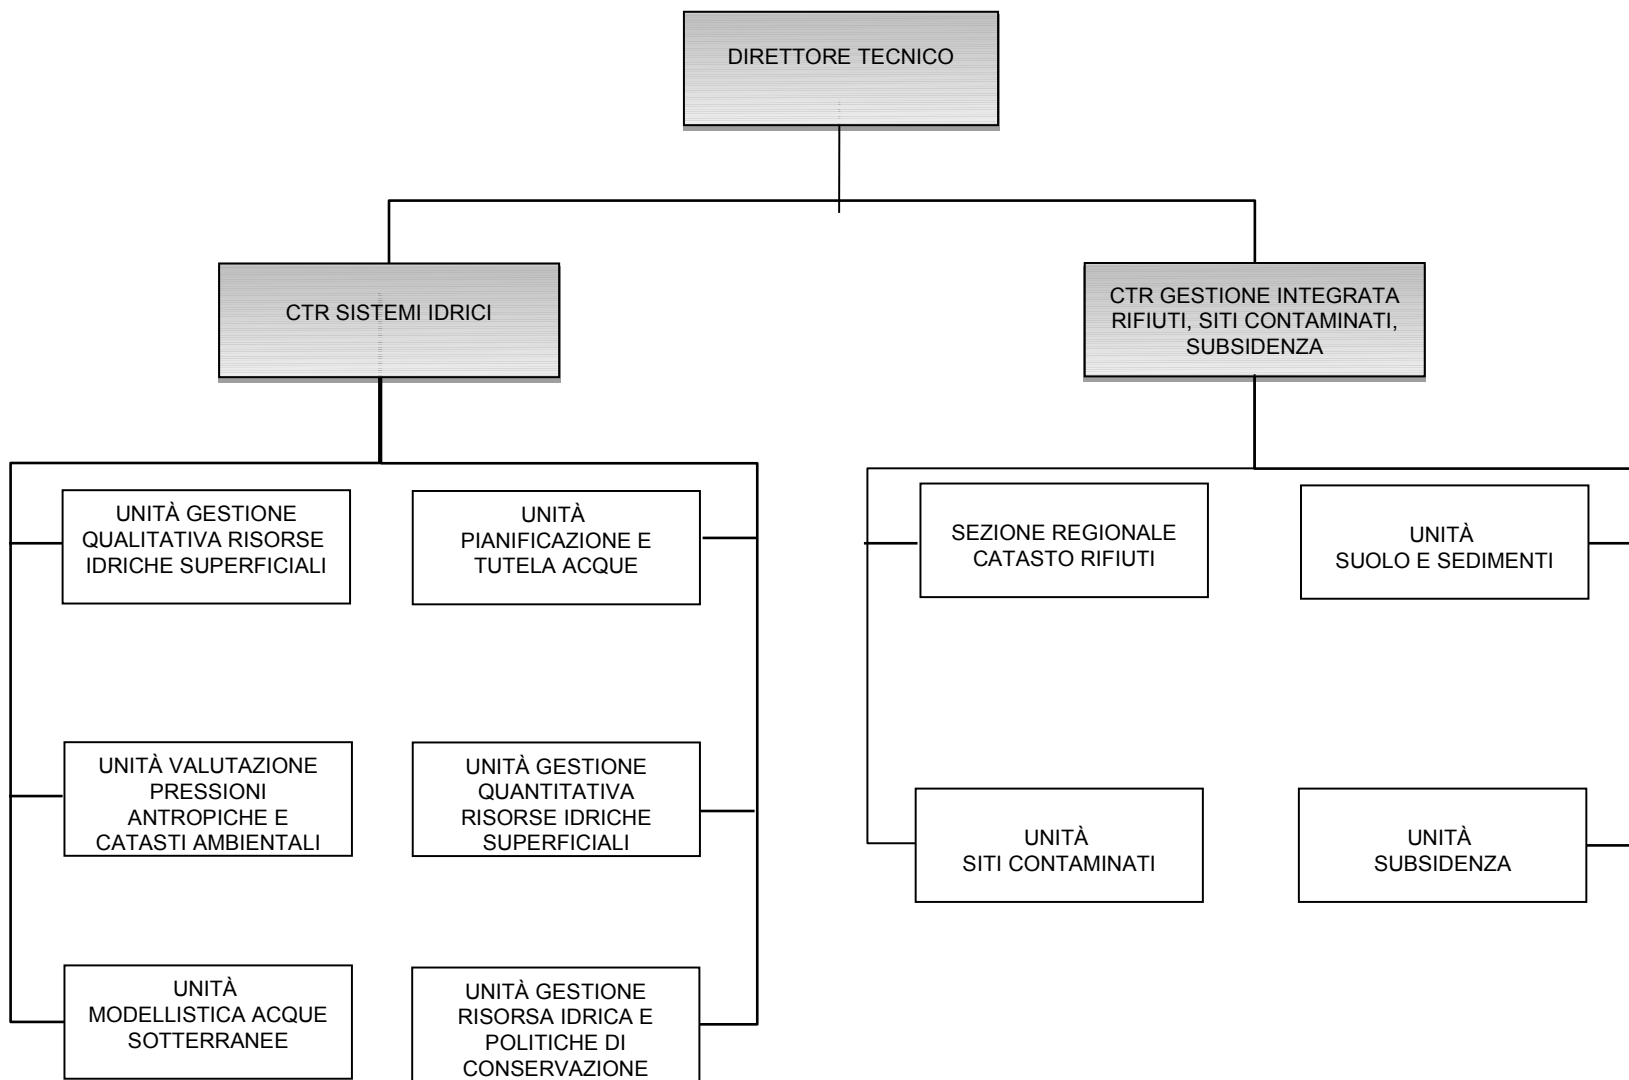 DIRETTORE TECNICO
CTR SISTEMI IDRICI
CTR GESTIONE INTEGRATA
RIFIUTI, SITI CONTAMINATI,
SUBSIDENZA
UNITÀ GESTIONE
QUALITATIVA RISORSE
IDRICHE SUPERFICIALI
UNITÀ
PIANIFICAZIONE E
TUTELA ACQUE
SEZIONE REGIONALE
CATASTO RIFIUTI
UNITÀ
SUOLO E SEDIMENTI
UNITÀ VALUTAZIONE
PRESSIONI
ANTROPICHE E
CATASTI AMBIENTALI
UNITÀ GESTIONE
QUANTITATIVA
RISORSE IDRICHE
SUPERFICIALI
UNITÀ
SITI CONTAMINATI
UNITÀ
SUBSIDENZA
UNITÀ
MODELLISTICA ACQUE
SOTTERRANEE
UNITÀ GESTIONE
RISORSA IDRICA E
POLITICHE DI
CONSERVAZIONE